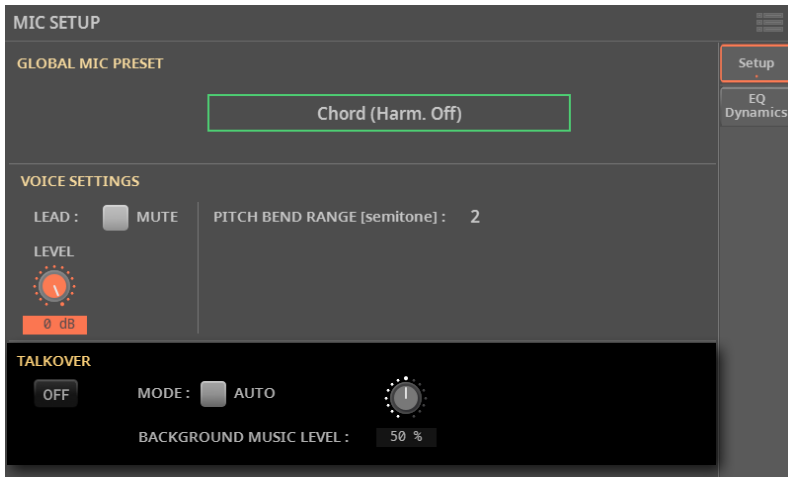 MIC SETUP
GLOBAL MIC PRESET
Setup
Chord (Harm. Off)
EQ
Dynamics
VOICE SETTINGS
LEAD : MUTE PITCH BEND RANGE [semitone] : 2
LEVEL
0 dB
TALKOVER
OFF MODE : AUTO
BACKGROUND MUSIC LEVEL : 50 %